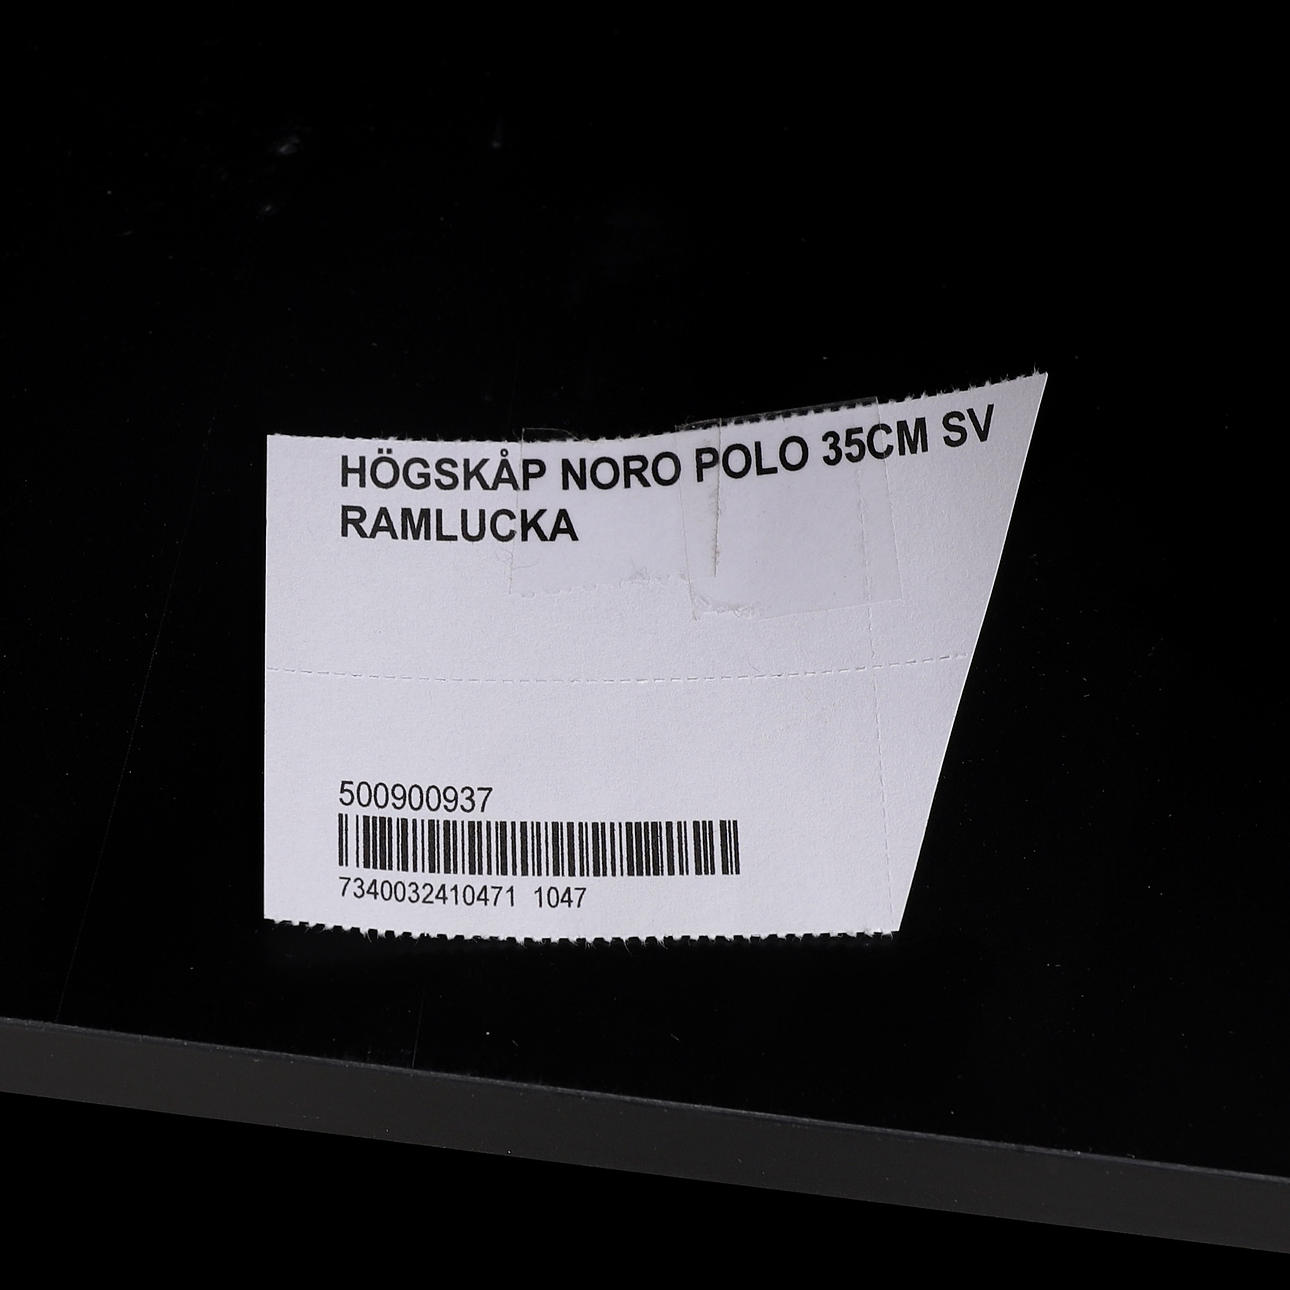 HÖGSKÅP NORO POLO 35CM SV
RAMLUCKA
500900937
7340032410471 1047